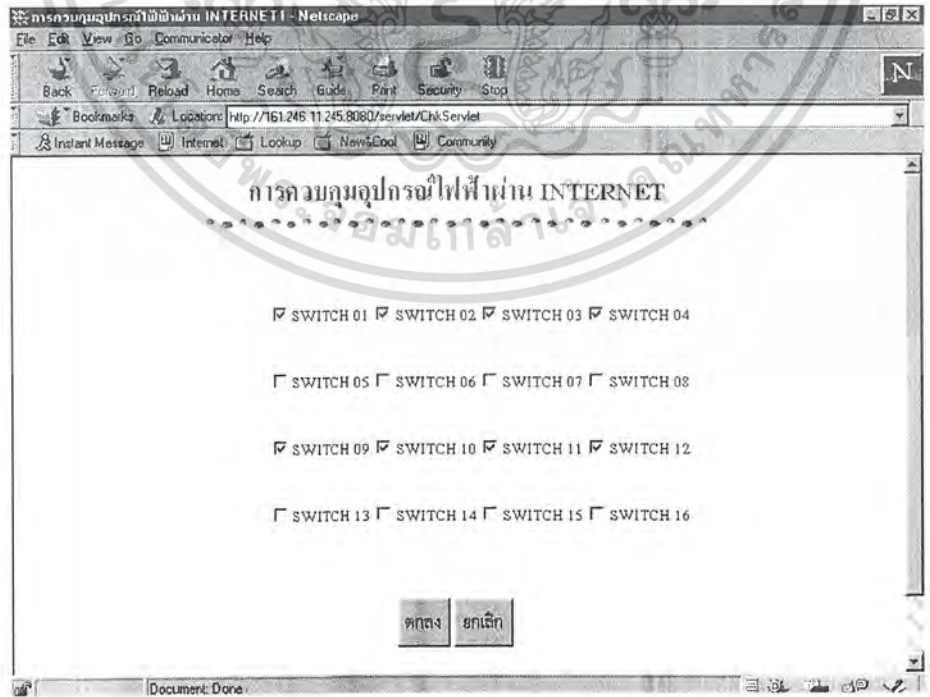 การควบคุมอุปกรณ์ไฟฟ้าผ่าน INTERNET1 - Netscape
File Edit View Go Communicator Help
Back Forward Reload Home Search Guide Print Security Stop
N
Bookmarks Location: http://161.246.11.245:8080/servlet/ChkServlet
Instant Message Internet Lookup New&Cool Community
การควบคุมอุปกรณ์ไฟฟ้าผ่าน INTERNET
SWITCH 01 SWITCH 02 SWITCH 03 SWITCH 04
SWITCH 05 SWITCH 06 SWITCH 07 SWITCH 08
SWITCH 09 SWITCH 10 SWITCH 11 SWITCH 12
SWITCH 13 SWITCH 14 SWITCH 15 SWITCH 16
ตกลง ยกเลิก
Document: Done